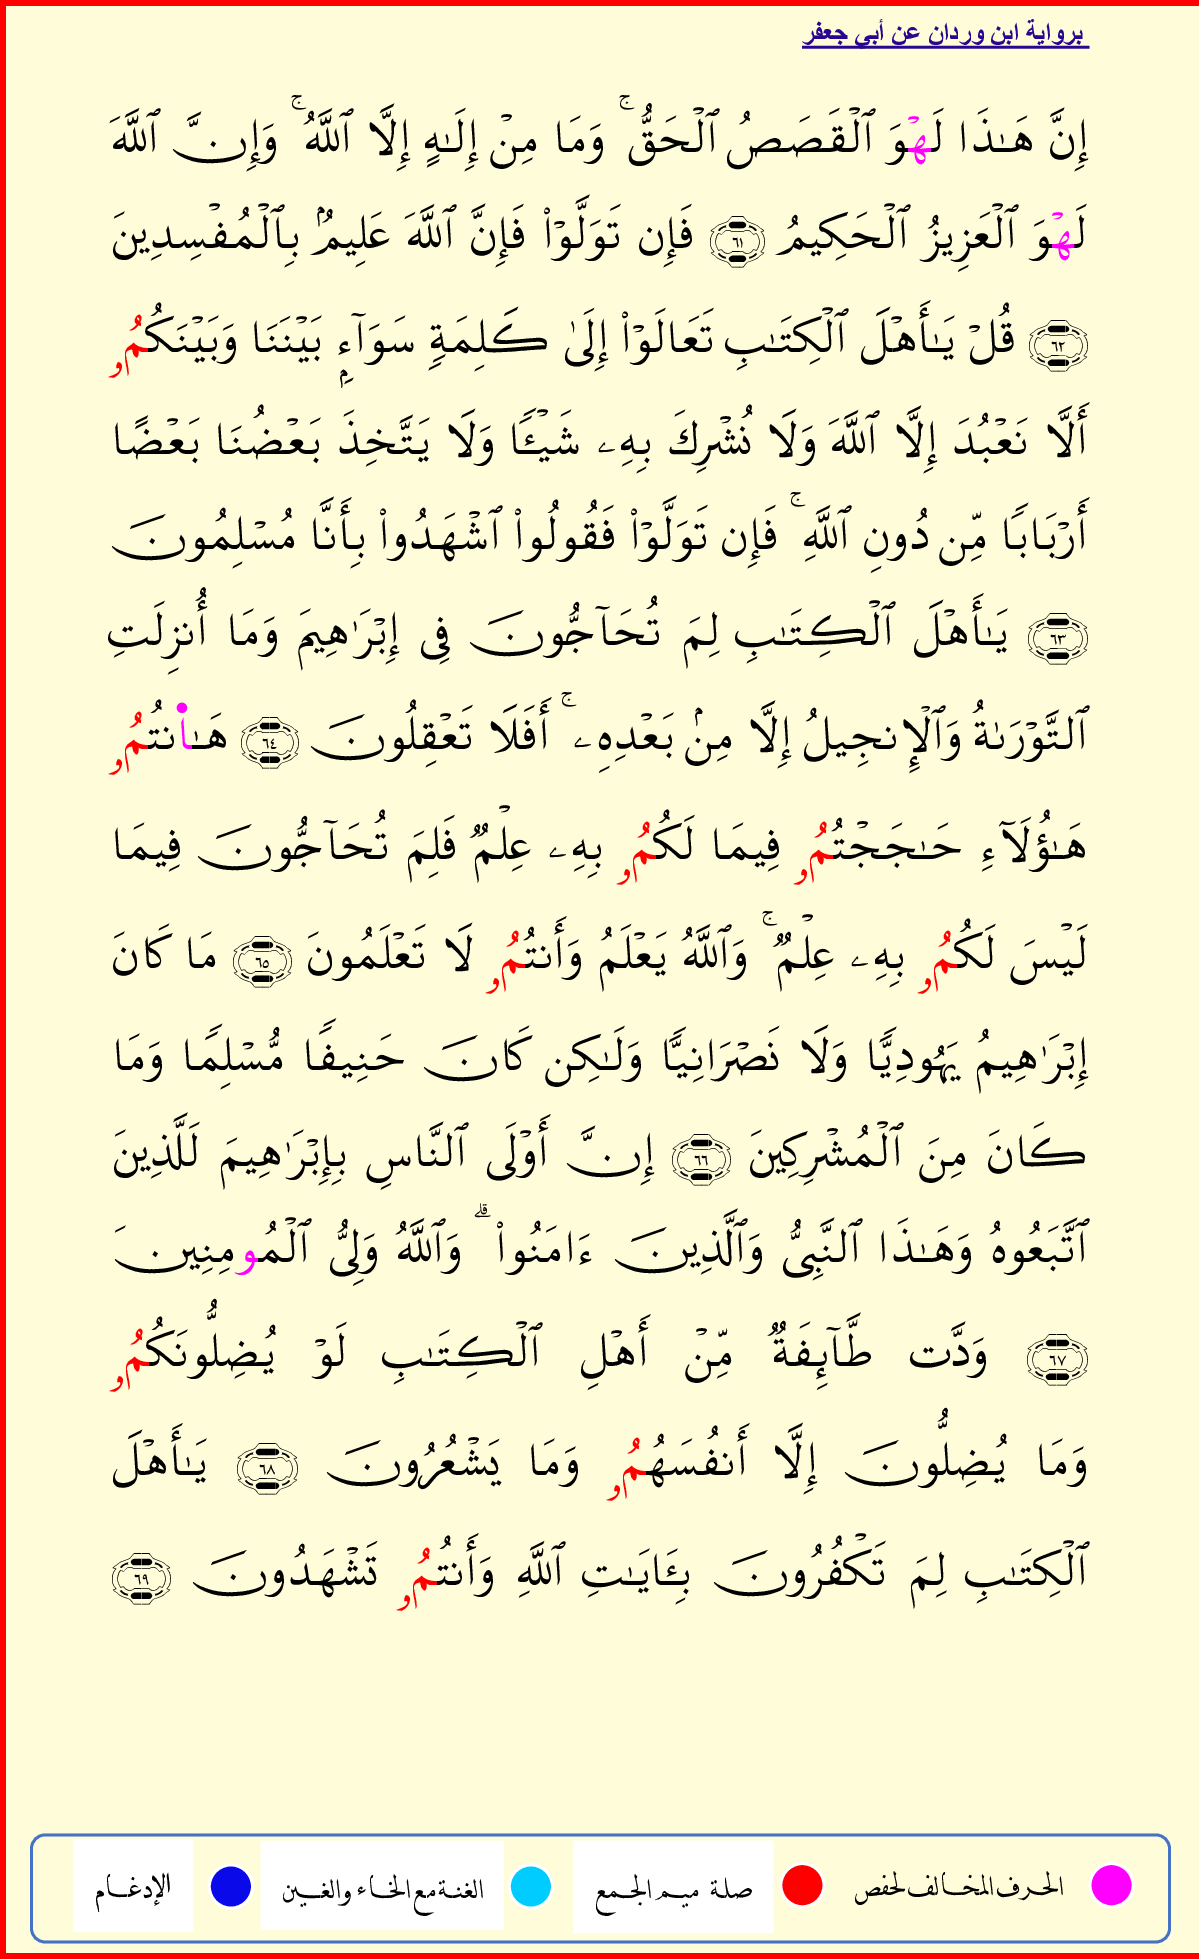 برواية ابن وردان عن أبي جعفر
إِنَّ هَـٰذَا لَهْوَ ٱلْقَصَصُ ٱلْحَقُّ ۚ وَمَا مِنْ إِلَـٰهٍ إِلَّا ٱللَّهُ ۚ وَإِنَّ ٱللَّهَ
لَهْوَ ٱلْعَزِيزُ ٱلْحَكِيمُ ٦١ فَإِن تَوَلَّوْا۟ فَإِنَّ ٱللَّهَ عَلِيمُۢ بِٱلْمُفْسِدِينَ
٦٢ قُلْ يَـٰأَهْلَ ٱلْكِتَـٰبِ تَعَالَوْا۟ إِلَىٰ كَلِمَةٍ سَوَآءِۭ بَيْنَنَا وَبَيْنَكُمُۥ
أَلَّا نَعْبُدَ إِلَّا ٱللَّهَ وَلَا نُشْرِكَ بِهِۦ شَيْـًٔا وَلَا يَتَّخِذَ بَعْضُنَا بَعْضًا
أَرْبَابًا مِّن دُونِ ٱللَّهِ ۚ فَإِن تَوَلَّوْا۟ فَقُولُوا۟ ٱشْهَدُوا۟ بِأَنَّا مُسْلِمُونَ
٦٣ يَـٰأَهْلَ ٱلْكِتَـٰبِ لِمَ تُحَآجُّونَ فِى إِبْرَٰهِيمَ وَمَا أُنزِلَتِ
ٱلتَّوْرَىٰةُ وَٱلْإِنجِيلُ إِلَّا مِنۢ بَعْدِهِۦ ۚ أَفَلَا تَعْقِلُونَ ٦٤ هَـٰا۬نتُمُۥ
هَـٰؤُلَآءِ حَـٰجَجْتُمُۥ فِيمَا لَكُمُۥ بِهِۦ عِلْمٌ فَلِمَ تُحَآجُّونَ فِيمَا
لَيْسَ لَكُمُۥ بِهِۦ عِلْمٌ ۚ وَٱللَّهُ يَعْلَمُ وَأَنتُمُۥ لَا تَعْلَمُونَ ٦٥ مَا كَانَ
إِبْرَٰهِيمُ يَهُودِيًّا وَلَا نَصْرَانِيًّا وَلَـٰكِن كَانَ حَنِيفًا مُّسْلِمًا وَمَا
كَانَ مِنَ ٱلْمُشْرِكِينَ ٦٦ إِنَّ أَوْلَى ٱلنَّاسِ بِإِبْرَٰهِيمَ لَلَّذِينَ
ٱتَّبَعُوهُ وَهَـٰذَا ٱلنَّبِىُّ وَٱلَّذِينَ ءَامَنُوا۟ ۗ وَٱللَّهُ وَلِىُّ ٱلْمُومِنِينَ
٦٧ وَدَّت طَّآئِفَةٌ مِّنْ أَهْلِ ٱلْكِتَـٰبِ لَوْ يُضِلُّونَكُمُۥ
وَمَا يُضِلُّونَ إِلَّا أَنفُسَهُمُۥ وَمَا يَشْعُرُونَ ٦٨ يَـٰأَهْلَ
ٱلْكِتَـٰبِ لِمَ تَكْفُرُونَ بِـَٔايَـٰتِ ٱللَّهِ وَأَنتُمُۥ تَشْهَدُونَ ٦٩
الحرف المخالف لحفص صلة ميم الجمع الغنة مع الخاء والغين الإدغام